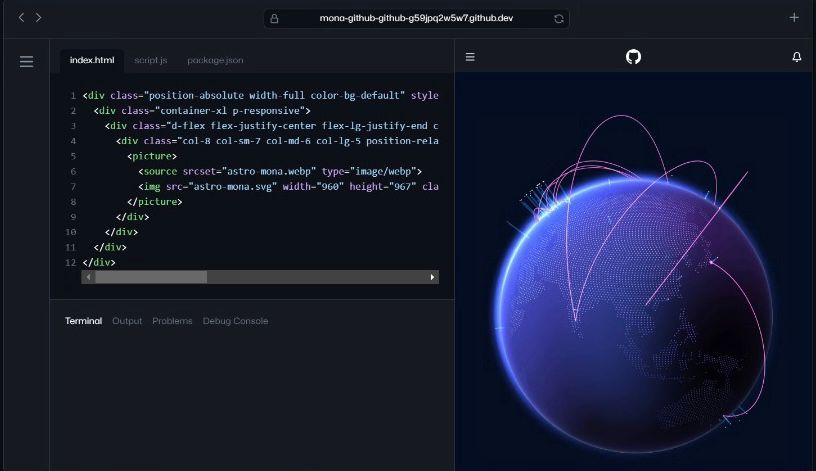 mona-github-github-g59jpq2w5w7.github.dev
index.html script.js package.json
1 <div class="position-absolute width-full color-bg-default" style
2 <div class="container-xl p-responsive">
3 <div class="d-flex flex-justify-center flex-lg-justify-end c
4 <div class="col-8 col-sm-7 col-md-6 col-lg-5 position-rela
5 <picture>
6 <source srcset="astro-mona.webp" type="image/webp">
7 <img src="astro-mona.svg" width="960" height="967" cla
8 </picture>
9 </div>
10 </div>
11 </div>
12 </div>
Terminal Output Problems Debug Console